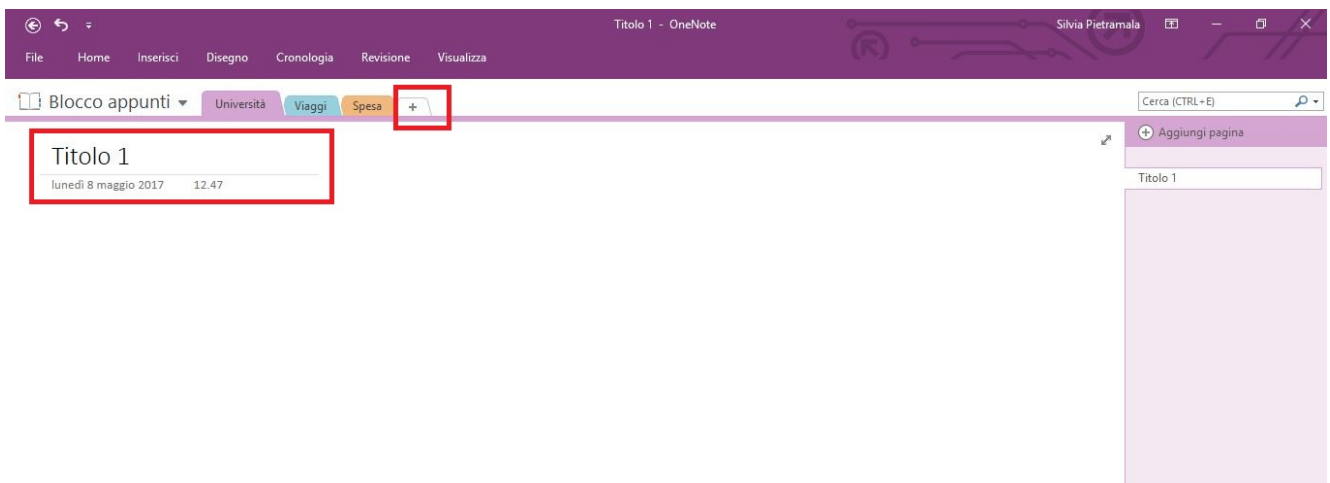 Titolo 1 - OneNote
Silvia Pietramala
File Home Inserisci Disegno Cronologia Revisione Visualizza
Blocco appunti Università Viaggi Spesa +
Cerca (CTRL+E)
Aggiungi pagina
Titolo 1
lunedì 8 maggio 2017 12.47
Titolo 1